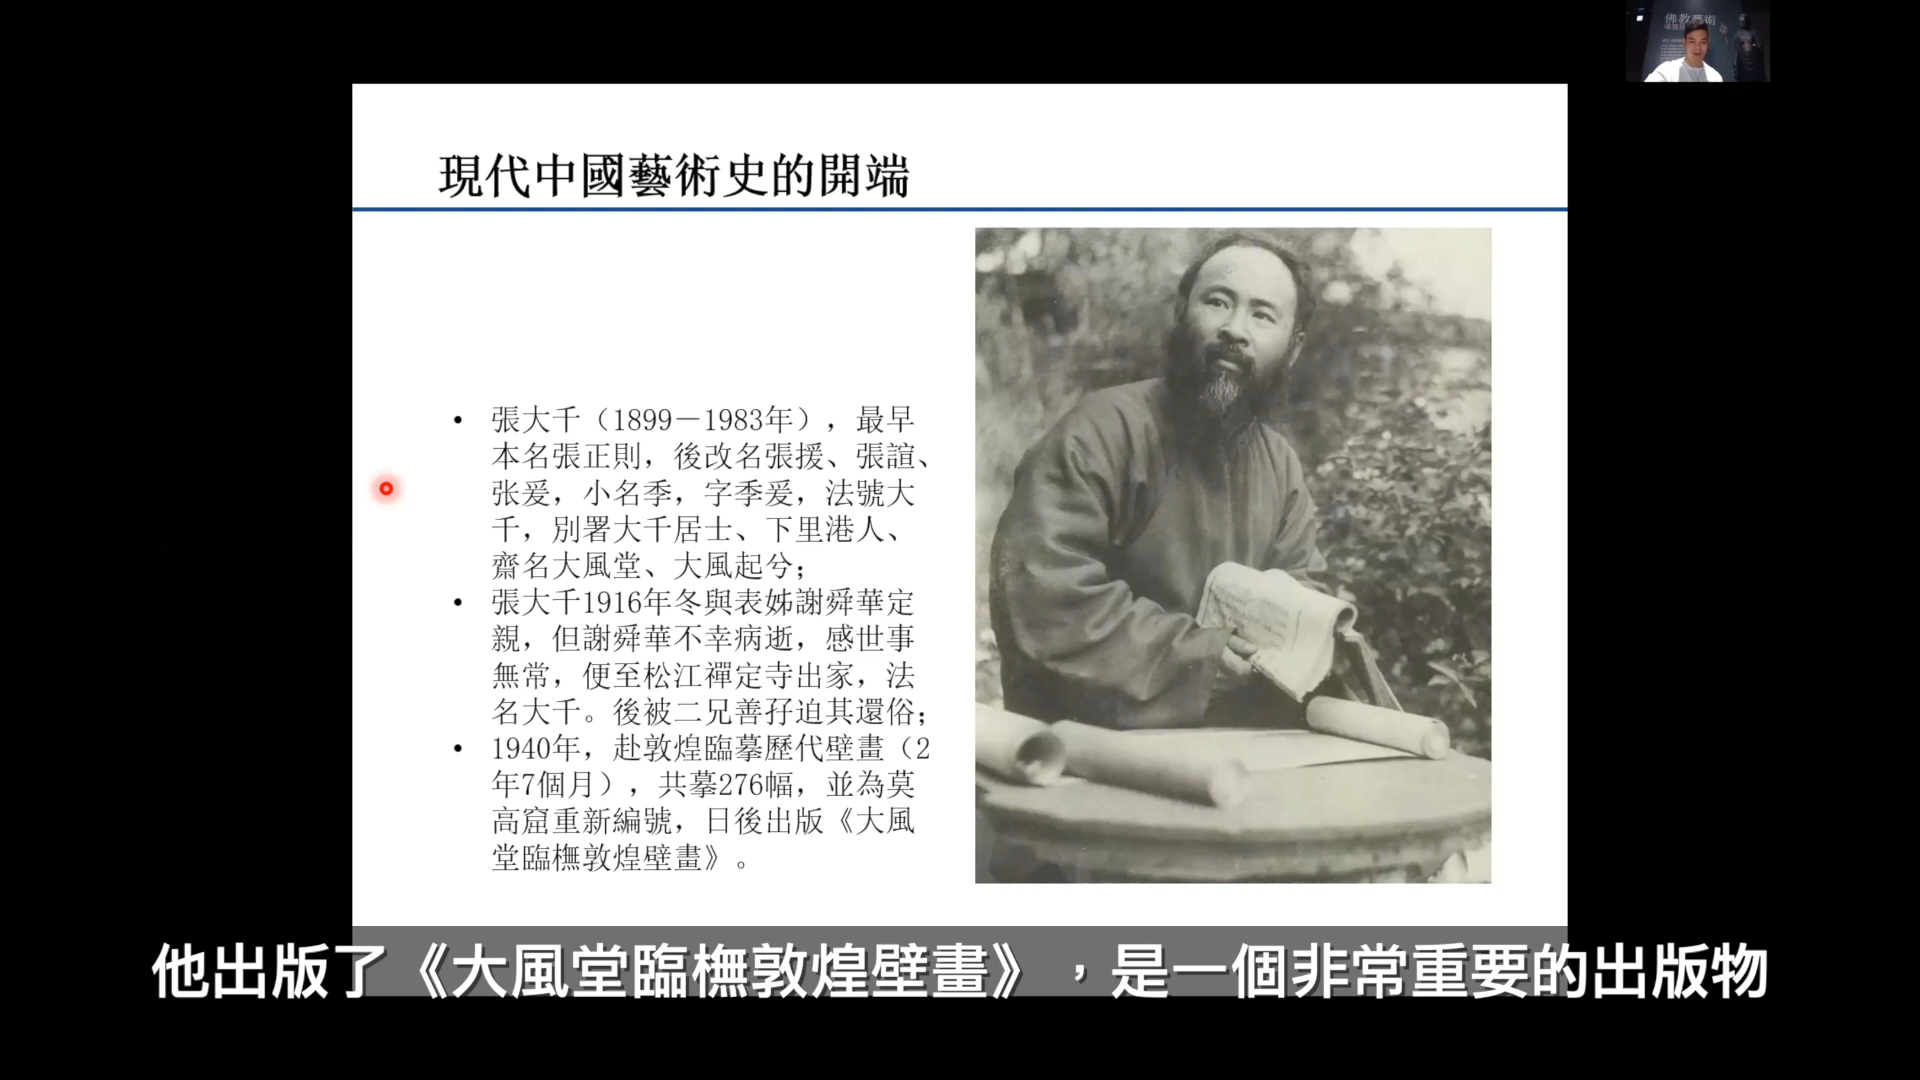 佛教藝術
現代中國藝術史的開端
• 張大千（1899－1983年），最早
本名張正則，後改名張援、張諠、
张爰，小名季，字季爰，法號大
千，別署大千居士、下里港人、
齋名大風堂、大風起兮；
• 張大千1916年冬與表姊謝舜華定
親，但謝舜華不幸病逝，感世事
無常，便至松江禪定寺出家，法
名大千。後被二兄善孖迫其還俗；
• 1940年，赴敦煌臨摹歷代壁畫（2
年7個月），共摹276幅，並為莫
高窟重新編號，日後出版《大風
堂臨橅敦煌壁畫》。
他出版了《大風堂臨橅敦煌壁畫》，是一個非常重要的出版物